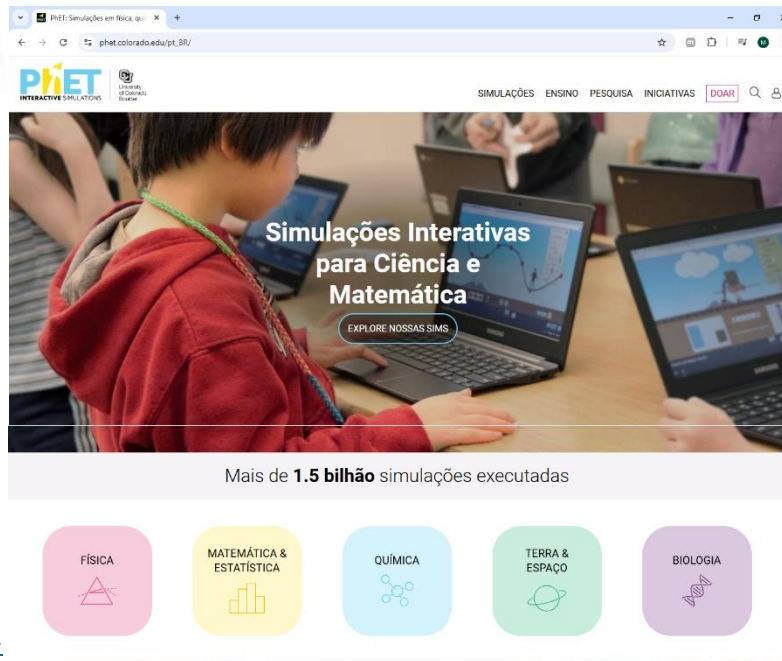 PhET: Simulações em física, quí
phet.colorado.edu/pt_BR/
M
PhET
INTERACTIVE SIMULATIONS
University
of Colorado
Boulder
SIMULAÇÕES ENSINO PESQUISA INICIATIVAS DOAR
Simulações Interativas
para Ciência e
Matemática
EXPLORE NOSSAS SIMS
Mais de 1.5 bilhão simulações executadas
FÍSICA
MATEMÁTICA &
ESTATÍSTICA
QUÍMICA
TERRA &
ESPAÇO
BIOLOGIA